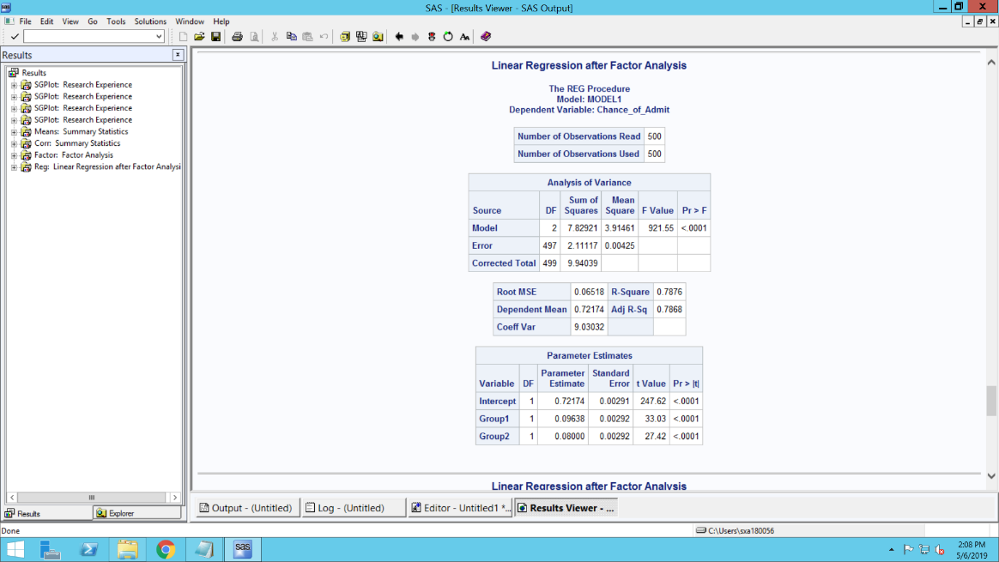 SAS - [Results Viewer - SAS Output]
File Edit View Go Tools Solutions Window Help
Results
Results
SGPlot: Research Experience
SGPlot: Research Experience
SGPlot: Research Experience
SGPlot: Research Experience
Means: Summary Statistics
Corr: Summary Statistics
Factor: Factor Analysis
Reg: Linear Regression after Factor Analysi
Linear Regression after Factor Analysis
The REG Procedure
Model: MODEL1
Dependent Variable: Chance_of_Admit
Number of Observations Read 500
Number of Observations Used 500
Analysis of Variance
Source DF Sum of Squares Mean Square F Value Pr > F
Model 2 7.82921 3.91461 921.55 <.0001
Error 497 2.11117 0.00425
Corrected Total 499 9.94039
Root MSE 0.06518 R-Square 0.7876
Dependent Mean 0.72174 Adj R-Sq 0.7868
Coeff Var 9.03032
Parameter Estimates
Variable DF Parameter Estimate Standard Error t Value Pr > |t|
Intercept 1 0.72174 0.00291 247.62 <.0001
Group1 1 0.09638 0.00292 33.03 <.0001
Group2 1 0.08000 0.00292 27.42 <.0001
Linear Regression after Factor Analysis
Results Explorer
Output - (Untitled) Log - (Untitled) Editor - Untitled1 *... Results Viewer - ...
Done C:\Users\sxa180056
sas
2:08 PM
5/6/2019